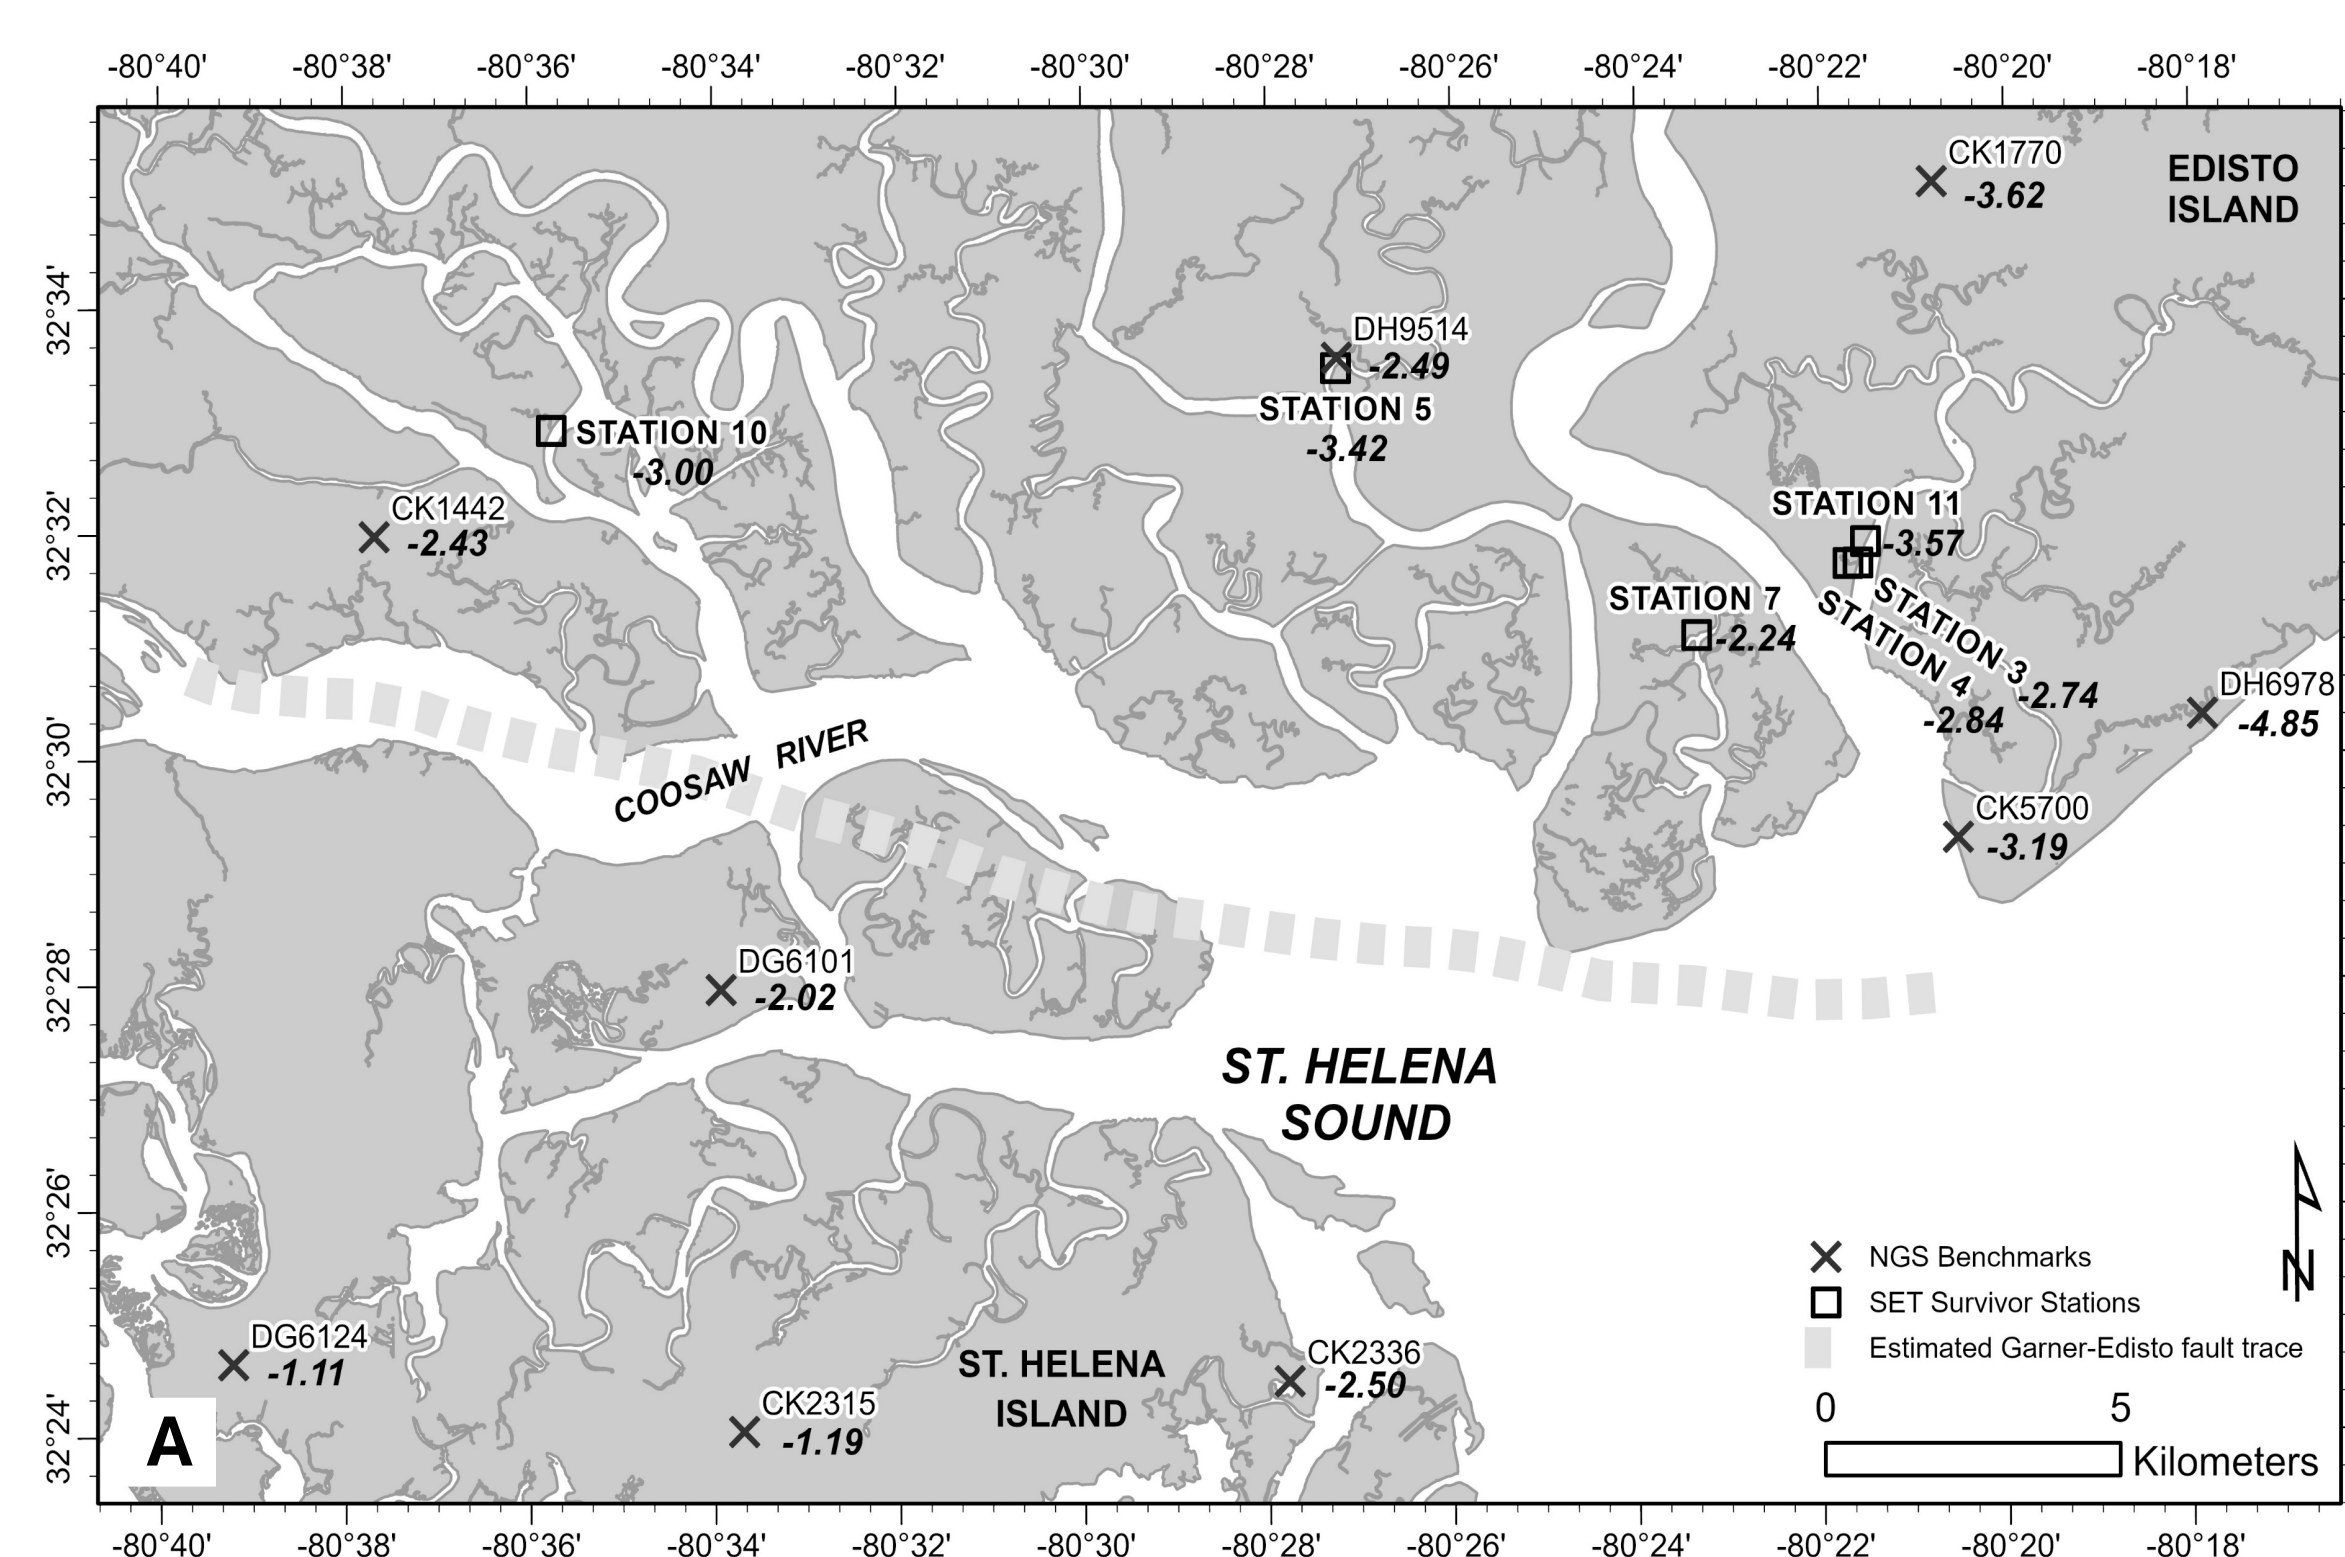 -80°40' -80°38' -80°36' -80°34' -80°32' -80°30' -80°28' -80°26' -80°24' -80°22' -80°20' -80°18'
CK1770
-3.62
EDISTO
ISLAND
32°34'
DH9514
-2.49
STATION 5
-3.42
STATION 10
-3.00
CK1442
-2.43
32°32'
STATION 11
-3.57
STATION 7
-2.24
STATION 3
-2.74
STATION 4
-2.84
DH6978
-4.85
32°30'
COOSAW RIVER
CK5700
-3.19
32°28'
DG6101
-2.02
ST. HELENA
SOUND
32°26'
N
NGS Benchmarks
SET Survivor Stations
Estimated Garner-Edisto fault trace
0 5
Kilometers
DG6124
-1.11
CK2336
-2.50
ST. HELENA
ISLAND
CK2315
-1.19
32°24'
A
-80°40' -80°38' -80°36' -80°34' -80°32' -80°30' -80°28' -80°26' -80°24' -80°22' -80°20' -80°18'